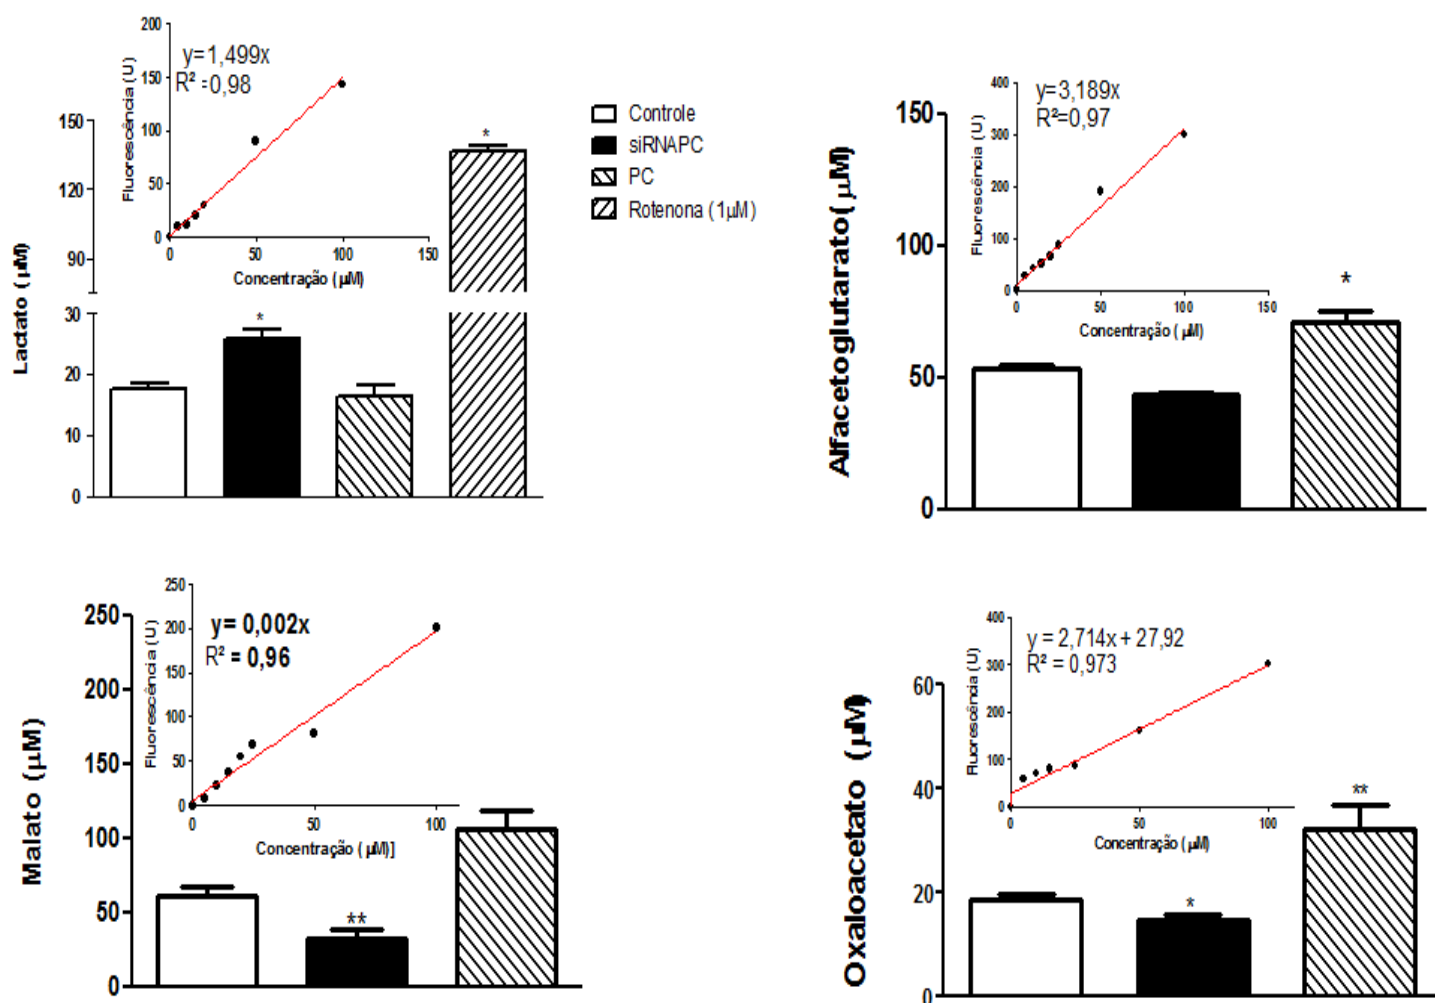 200
150
100
50
0
Fluorescência (U)
y=1,499x
R² =0,98
0 50 100 150
Concentração ( µM)
150
120
90
60
30
20
10
0
Lactato (µM)
*
*
Controle
siRNAPC
PC
Rotenona (1µM)
400
300
200
100
0
Fluorescência (U)
y=3,189x
R²=0,97
0 50 100 150
Concentração ( µM)
150
100
50
0
Alfacetoglutarato(µM)
*
250
200
150
100
50
0
Fluorescência (U)
y= 0,002x
R² = 0,96
0 50 100
Concentração ( µM)]
250
200
150
100
50
0
Malato (µM)
**
400
300
200
100
0
Fluorescência (U)
y = 2,714x + 27,92
R² = 0,973
0 50 100
Concentração ( µM)
60
40
20
0
Oxaloacetato (µM)
*
**